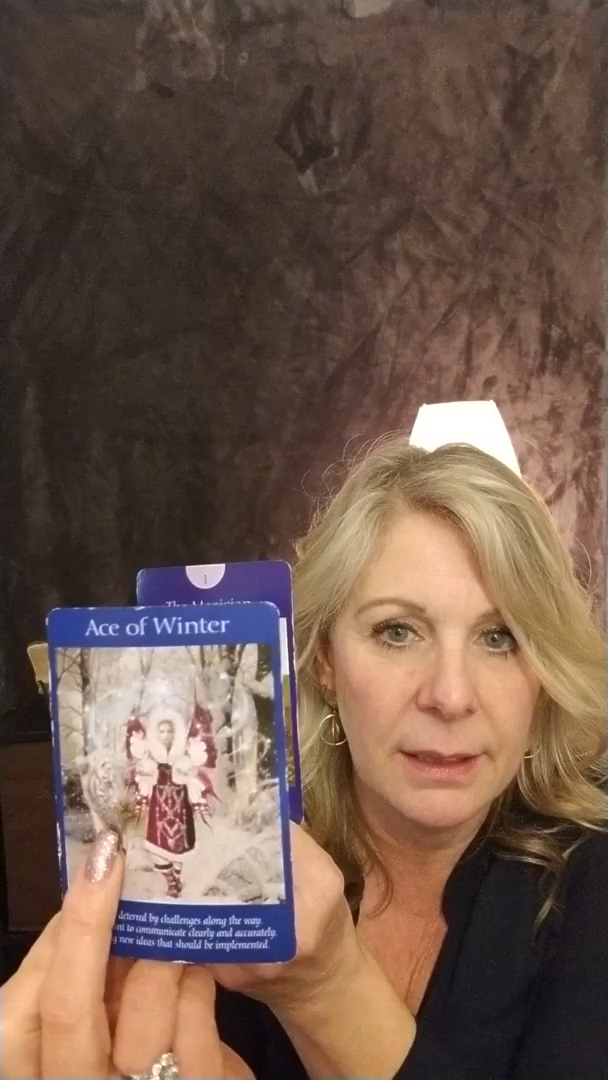 1
The Magician
Ace of Winter
deterred by challenges along the way.
to communicate clearly and accurately.
new ideas that should be implemented.